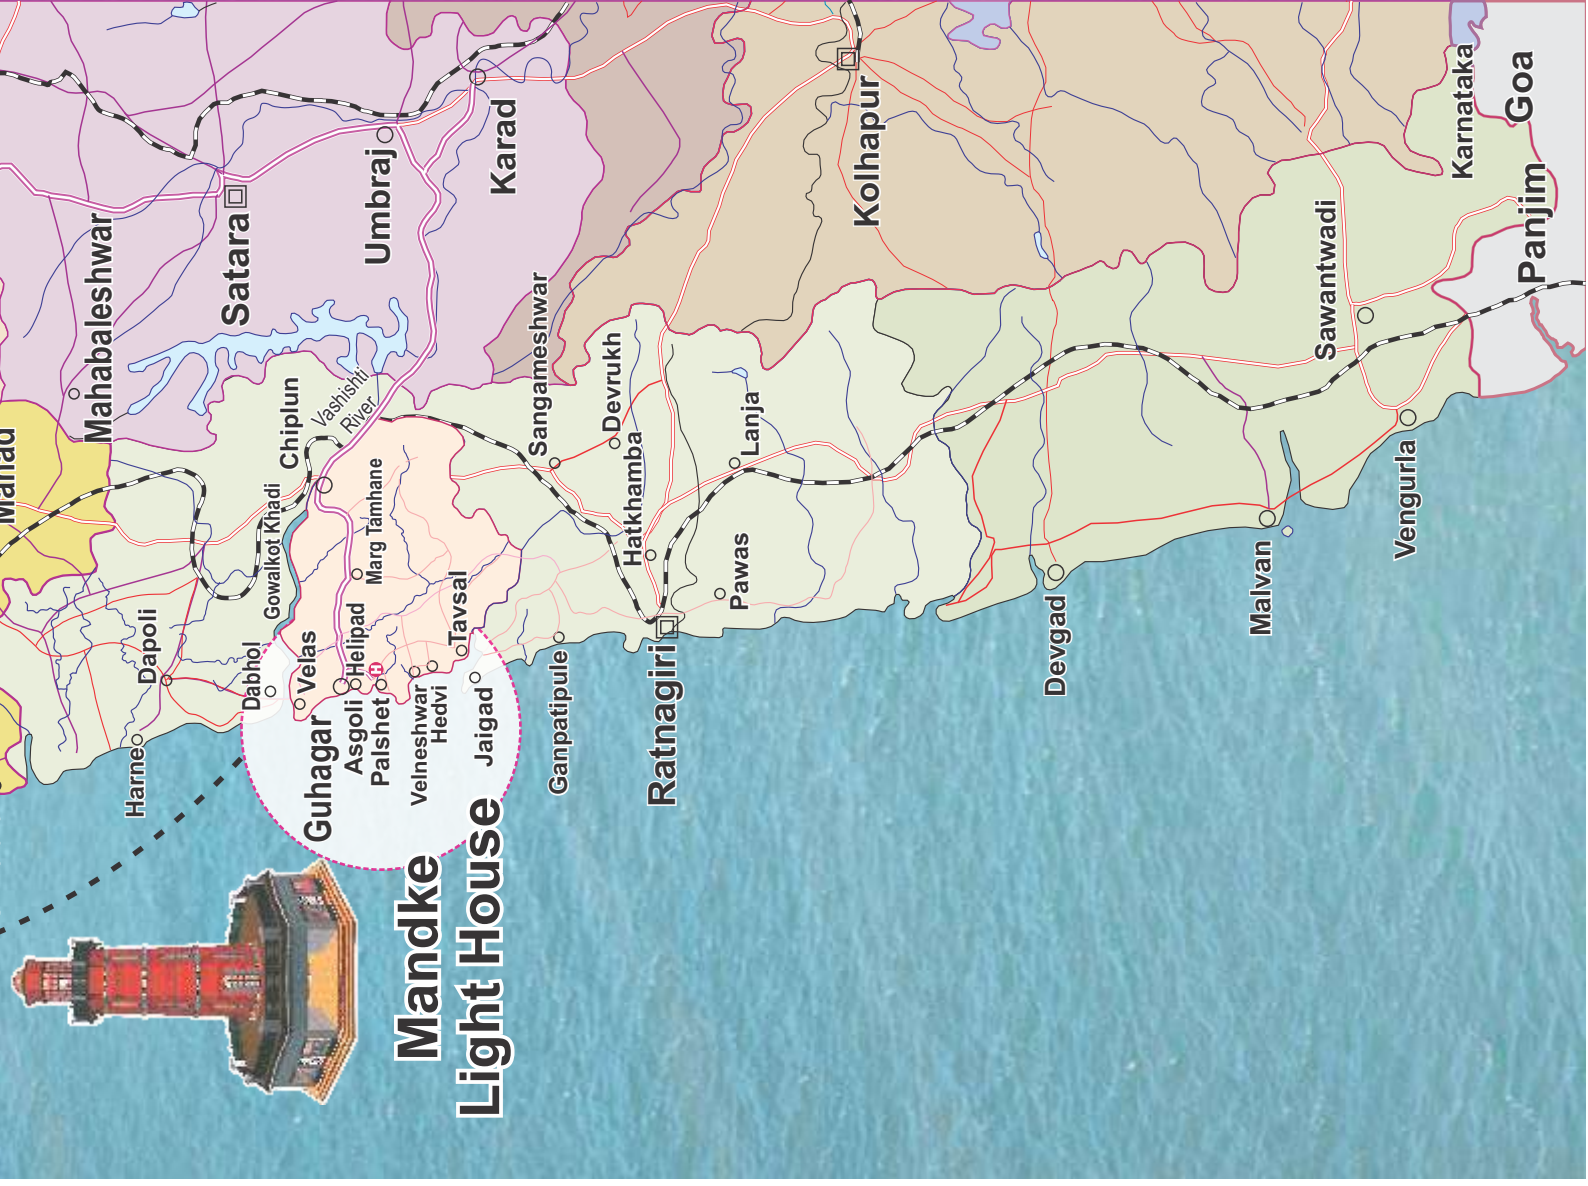 Mahad
Mahabaleshwar
Satara
Umbraj
Karad
Kolhapur
Karnataka
Goa
Panjim
Sawantwadi
Vengurla
Malvan
Devgad
Chiplun
Vashishti
River
Gowalkot Khadi
Marg Tamhane
Sangameshwar
Devrukh
Hatkhamba
Lanja
Pawas
Dapoli
Harne
Dabhol
Velas
Helipad
H
Guhagar
Asgoli
Palshet
Velneshwar
Hedvi
Tavsal
Jaigad
Ganpatipule
Ratnagiri
Mandke
Light House